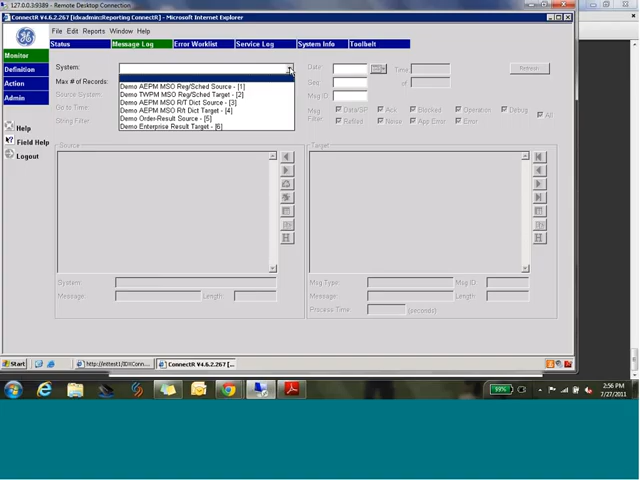 127.0.0.3:9389 - Remote Desktop Connection
ConnectR V4.6.2.267 [idxadmin:Reporting ConnectR] - Microsoft Internet Explorer
File Edit Reports Window Help
Status Message Log Error Worklist Service Log System Info Toolbelt
Monitor
Definition
Action
Admin
Help
Field Help
Logout
System:
Max # of Records:
Source System:
Go to Time:
String Filter:
Demo AEPM MSO Reg/Sched Source - [1]
Demo TWPM MSO Reg/Sched Target - [2]
Demo AEPM MSO R/T Dict Source - [3]
Demo AEPM MSO R/t Dict Target - [4]
Demo Order-Result Source - [5]
Demo Enterprise Result Target - [6]
Date: Time:
Seq. of
Msg ID
Msg Filter:
Data/SP Ack Blocked Operation Debug
Refiled None App Error Error
All
Refresh
Source
Target
System:
Message: Length:
Msg Type: Msg ID
Message: Length
Process Time: (seconds)
Start http://inttest1/IDXConn... ConnectR V4.6.2.267 [...
99%
2:56 PM
7/27/2011